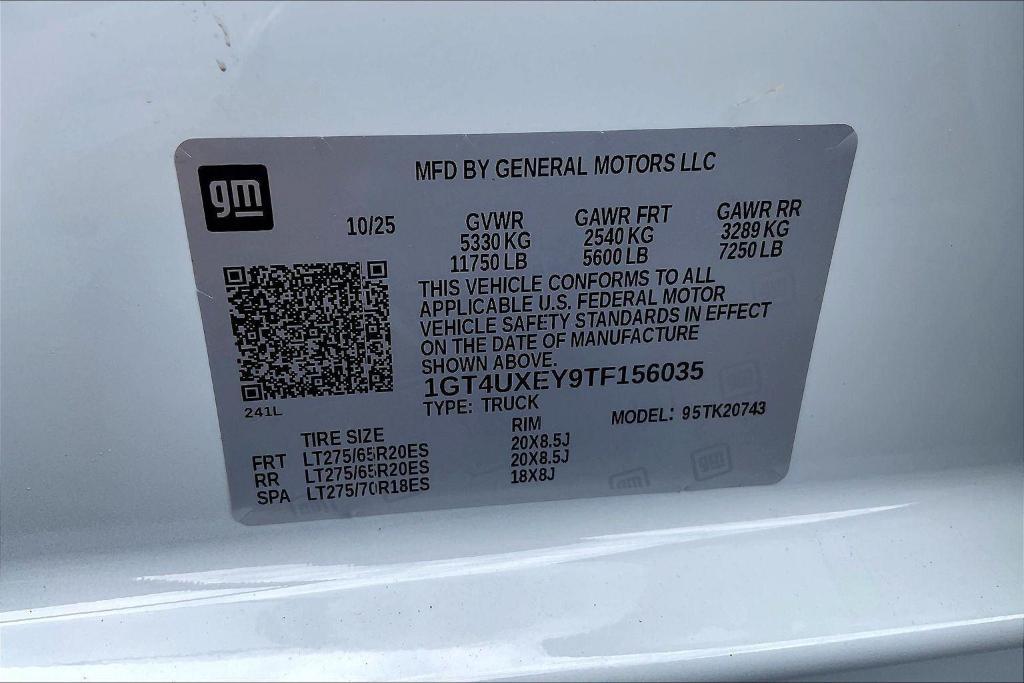 gm
MFD BY GENERAL MOTORS LLC
10/25 GVWR GAWR FRT GAWR RR
5330 KG 2540 KG 3289 KG
11750 LB 5600 LB 7250 LB
THIS VEHICLE CONFORMS TO ALL
APPLICABLE U.S. FEDERAL MOTOR
VEHICLE SAFETY STANDARDS IN EFFECT
ON THE DATE OF MANUFACTURE
SHOWN ABOVE.
1GT4UXEY9TF156035
241L
TYPE: TRUCK MODEL: 95TK20743
TIRE SIZE RIM
FRT LT275/65R20ES 20X8.5J
RR LT275/65R20ES 20X8.5J
SPA LT275/70R18ES 18X8J
gm
gm